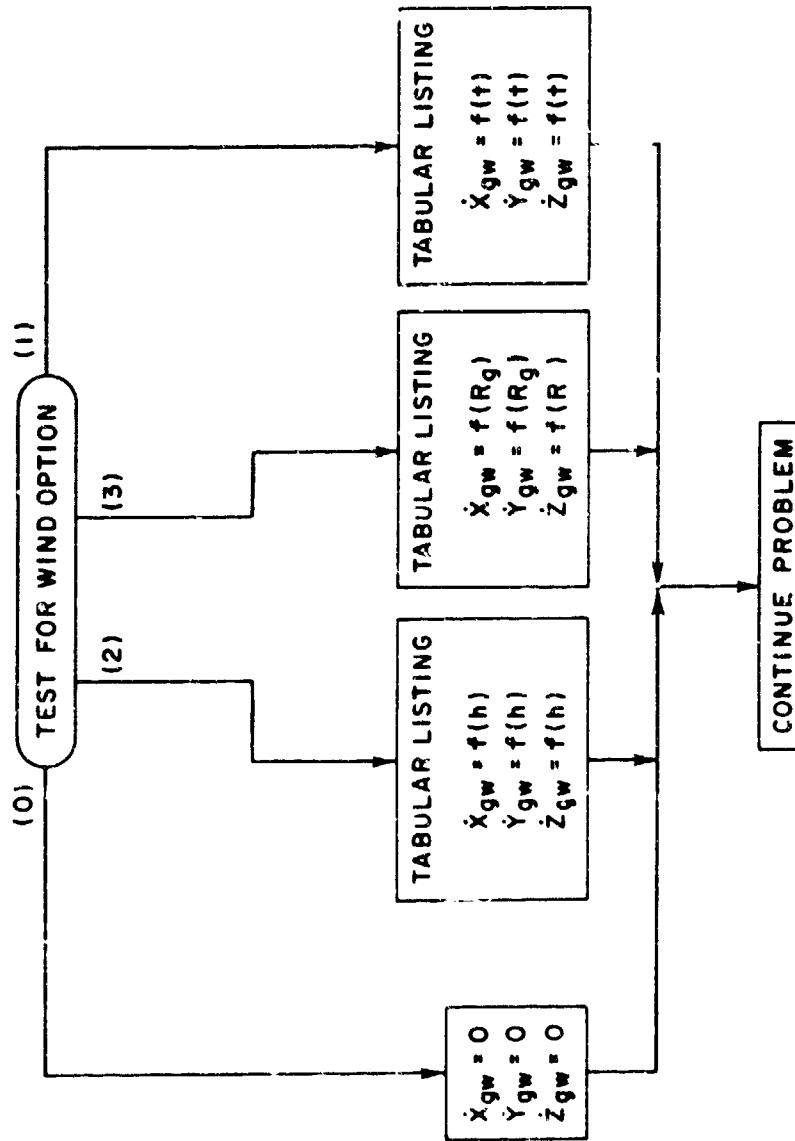 TEST FOR WIND OPTION
(0)
(2)
(3)
(1)
Ẋgw = 0
Ẏgw = 0
Żgw = 0
TABULAR LISTING
Ẋgw = f(h)
Ẏgw = f(h)
Żgw = f(h)
TABULAR LISTING
Ẋgw = f(Rg)
Ẏgw = f(Rg)
Żgw = f(R )
TABULAR LISTING
Ẋgw = f(t)
Ẏgw = f(t)
Żgw = f(t)
CONTINUE PROBLEM